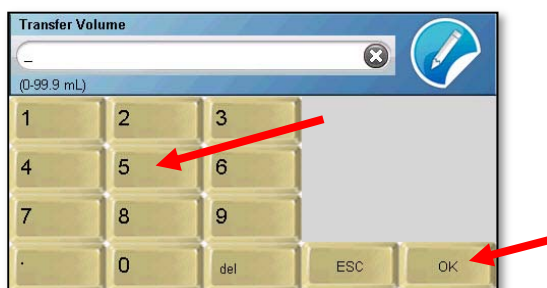 Transfer Volume
_
(0-99.9 mL)
1 2 3
4 5 6
7 8 9
. 0 del ESC OK